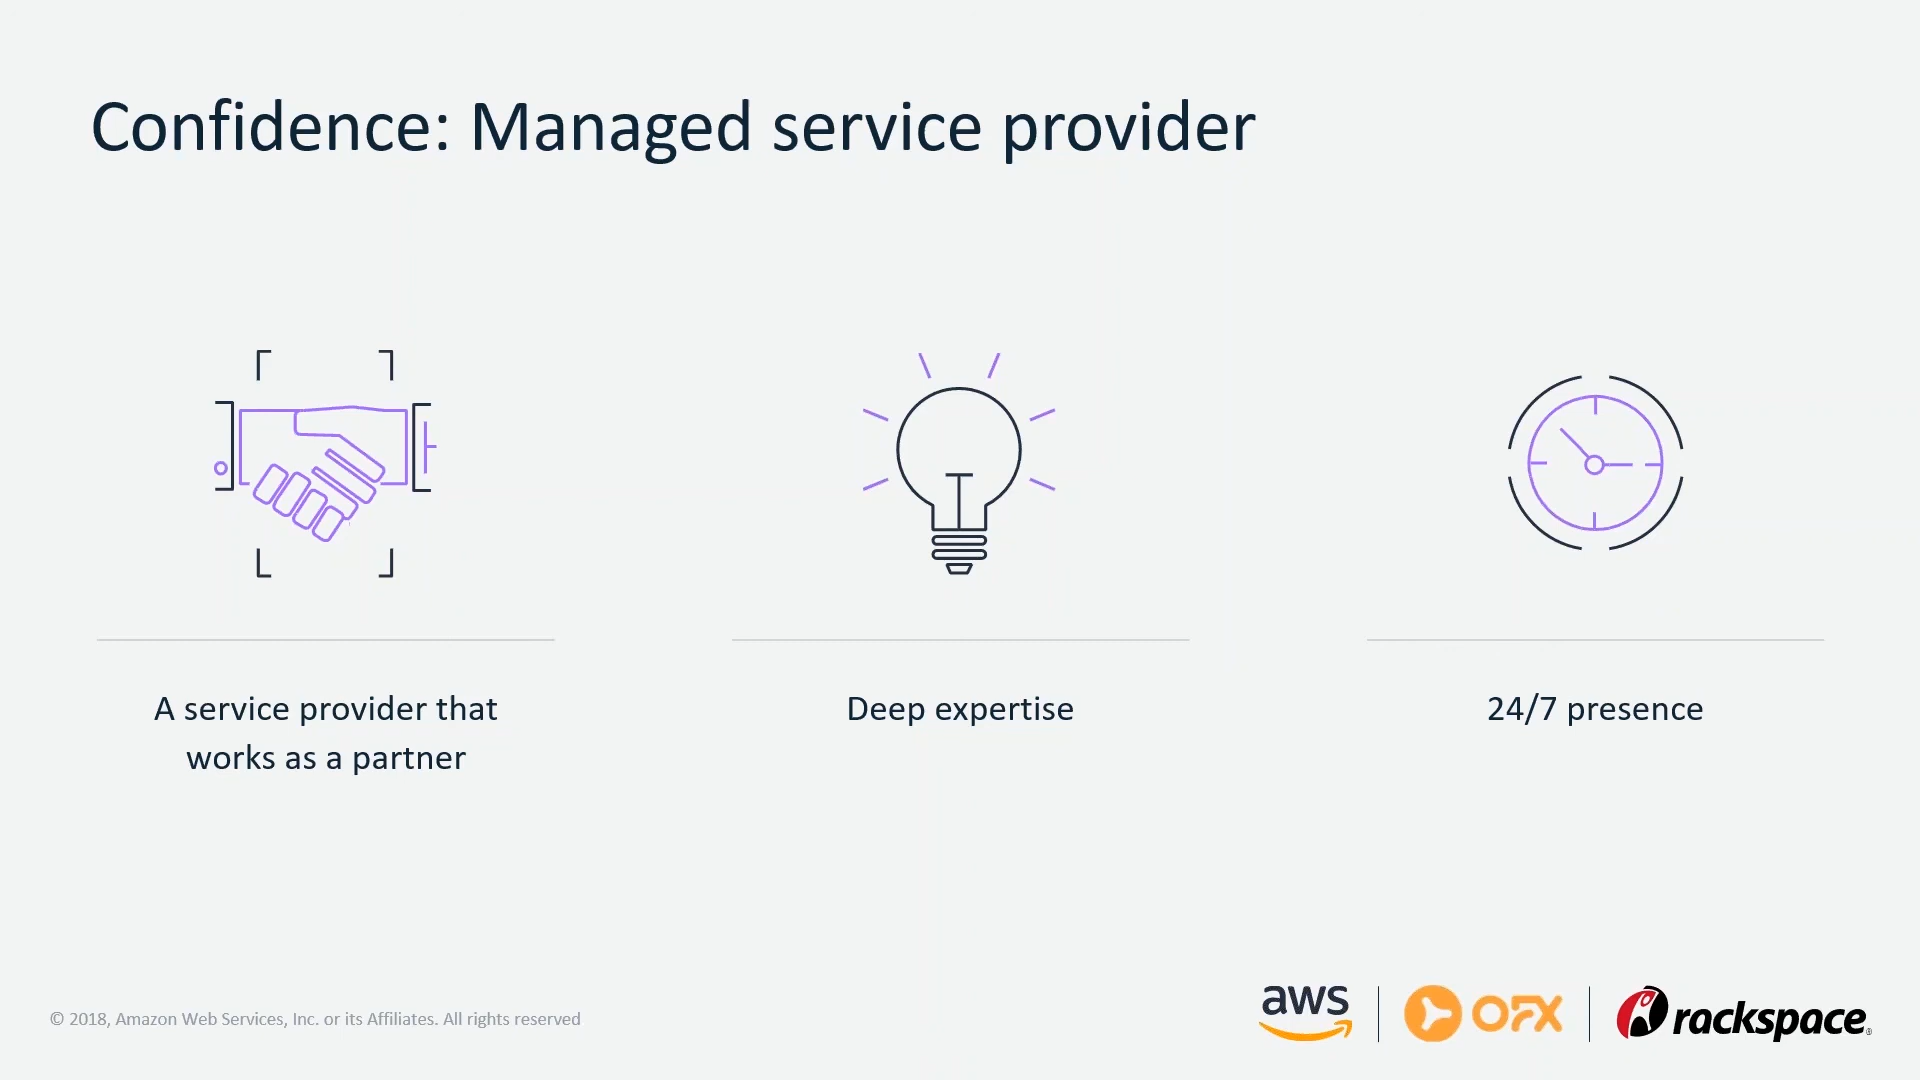 Confidence: Managed service provider
A service provider that
works as a partner
Deep expertise
24/7 presence
© 2018, Amazon Web Services, Inc. or its Affiliates. All rights reserved
aws
OFX
rackspace®